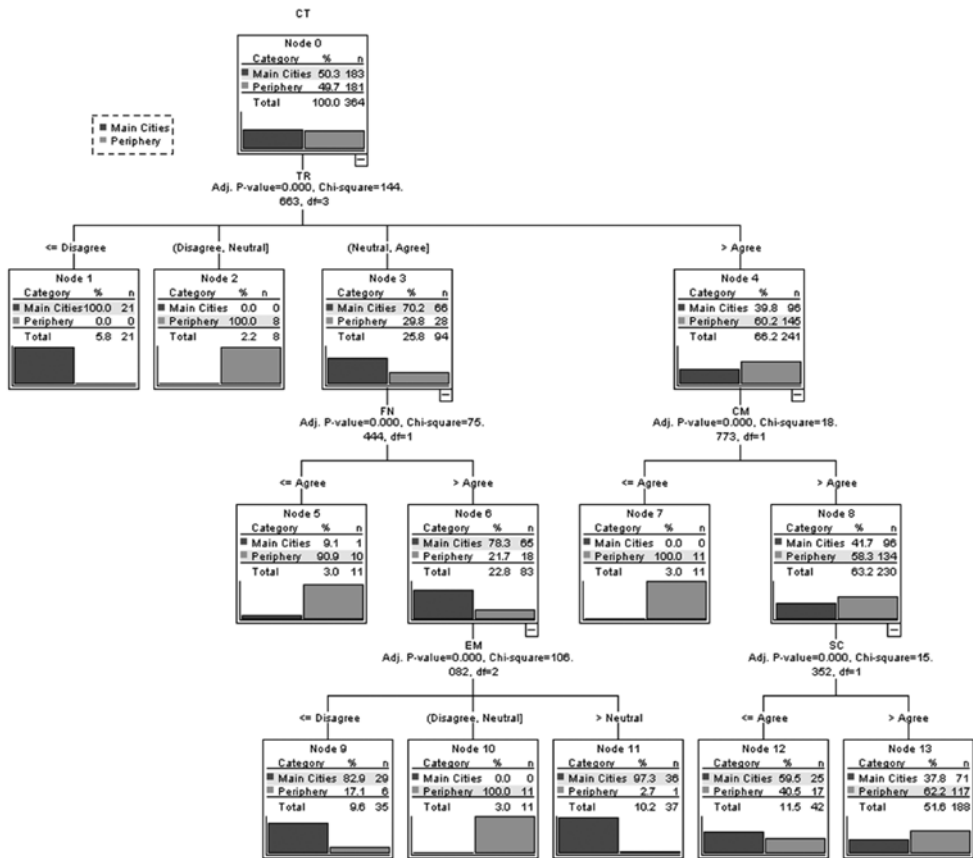 CT
Node 0
Category % n
Main Cities 50.3 183
Periphery 49.7 181
Total 100.0 364
Main Cities
Periphery
TR
Adj. P-value=0.000, Chi-square=144.
663, df=3
<= Disagree
(Disagree, Neutral]
(Neutral, Agree]
> Agree
Node 1
Category % n
Main Cities 100.0 21
Periphery 0.0 0
Total 5.8 21
Node 2
Category % n
Main Cities 0.0 0
Periphery 100.0 8
Total 2.2 8
Node 3
Category % n
Main Cities 70.2 66
Periphery 29.8 28
Total 25.8 94
Node 4
Category % n
Main Cities 39.8 96
Periphery 60.2 145
Total 66.2 241
FN
Adj. P-value=0.000, Chi-square=75.
444, df=1
CM
Adj. P-value=0.000, Chi-square=18.
773, df=1
<= Agree
> Agree
<= Agree
> Agree
Node 5
Category % n
Main Cities 9.1 1
Periphery 90.9 10
Total 3.0 11
Node 6
Category % n
Main Cities 78.3 65
Periphery 21.7 18
Total 22.8 83
Node 7
Category % n
Main Cities 0.0 0
Periphery 100.0 11
Total 3.0 11
Node 8
Category % n
Main Cities 41.7 96
Periphery 58.3 134
Total 63.2 230
EM
Adj. P-value=0.000, Chi-square=106.
082, df=2
SC
Adj. P-value=0.000, Chi-square=15.
352, df=1
<= Disagree
(Disagree, Neutral]
> Neutral
<= Agree
> Agree
Node 9
Category % n
Main Cities 82.9 29
Periphery 17.1 6
Total 9.6 35
Node 10
Category % n
Main Cities 0.0 0
Periphery 100.0 11
Total 3.0 11
Node 11
Category % n
Main Cities 97.3 36
Periphery 2.7 1
Total 10.2 37
Node 12
Category % n
Main Cities 59.5 25
Periphery 40.5 17
Total 11.5 42
Node 13
Category % n
Main Cities 37.8 71
Periphery 62.2 117
Total 51.6 188